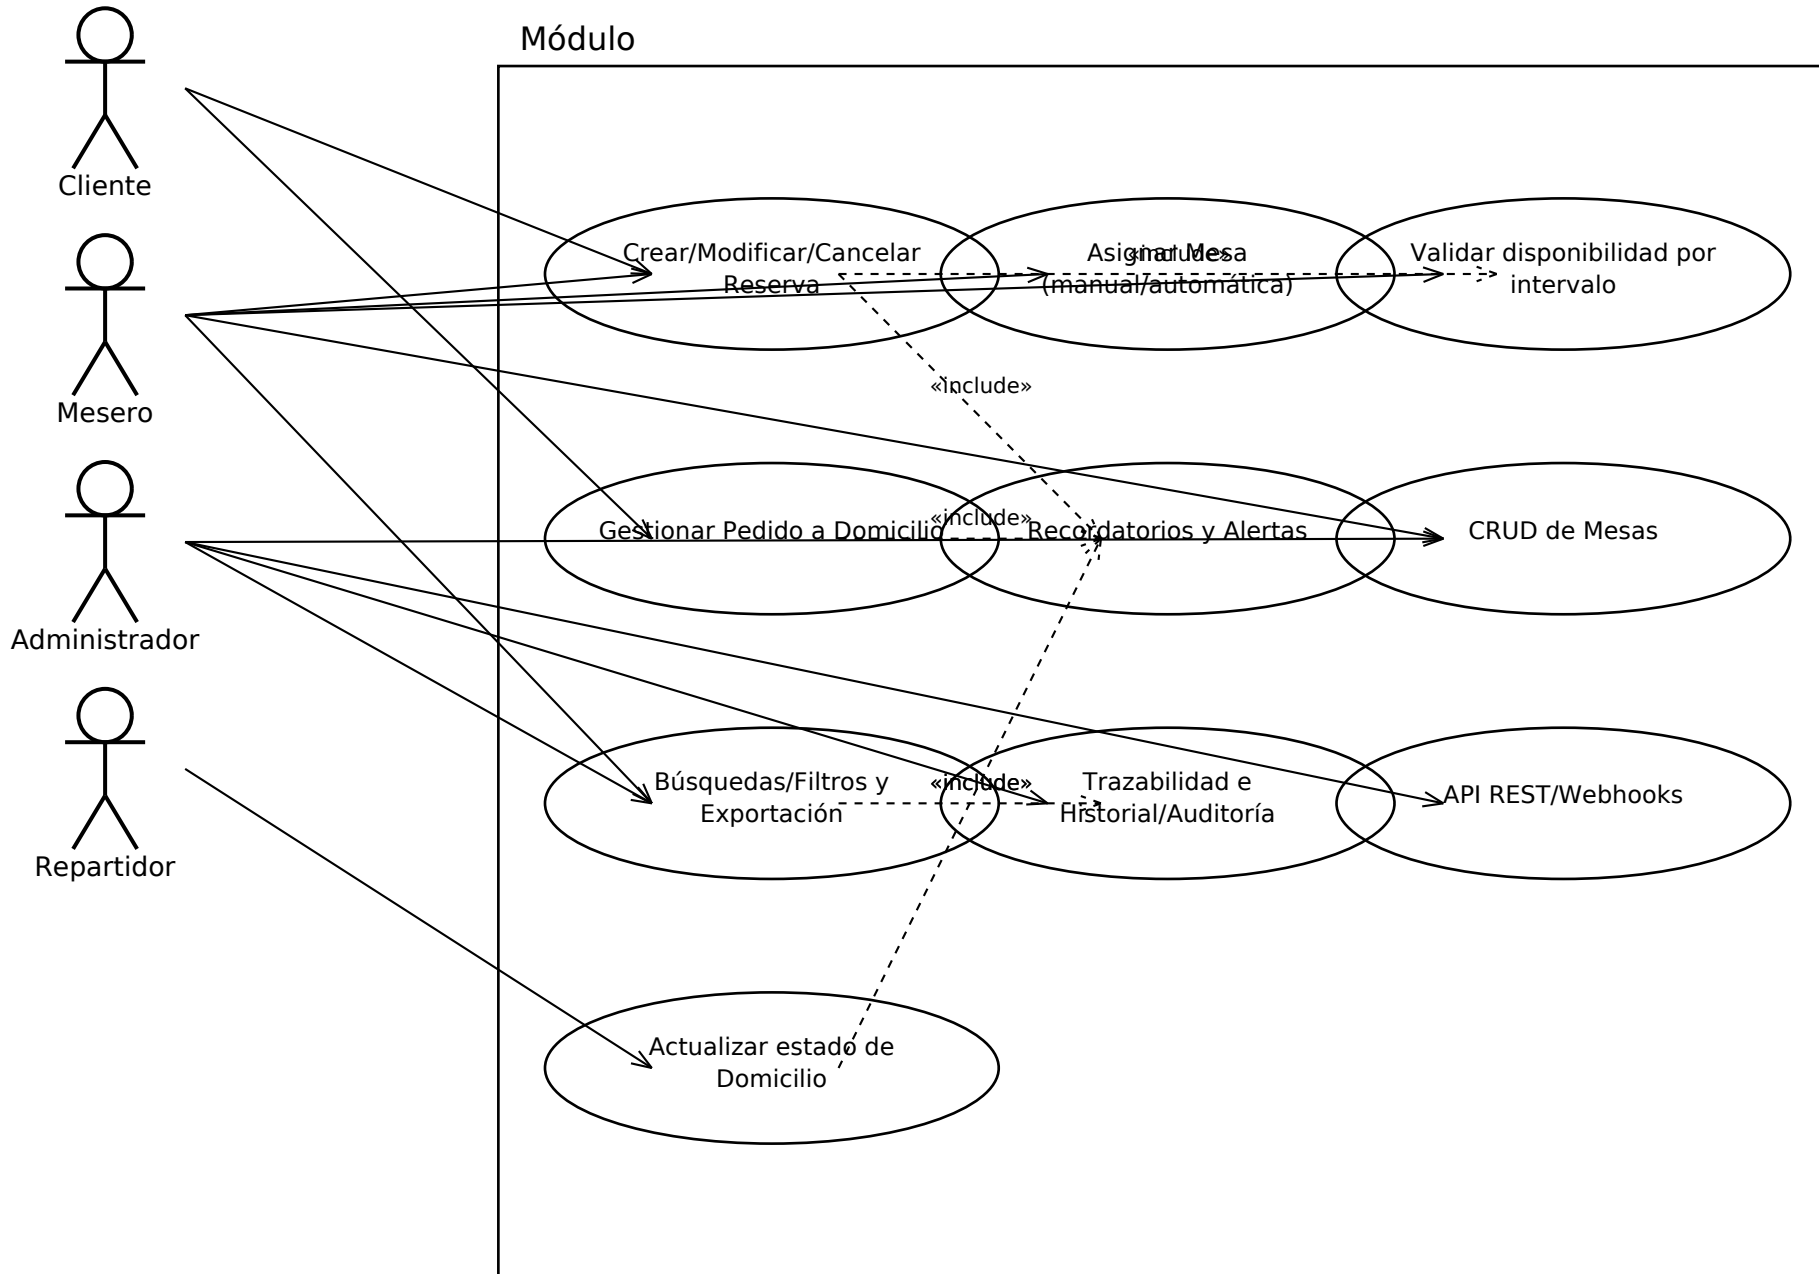 Módulo
Cliente
Crear/Modificar/Cancelar
Reserva
Asignar Mesa
(manual/automática)
«include»
Validar disponibilidad por
intervalo
Mesero
«include»
Gestionar Pedido a Domicilio
«include»
Recordatorios y Alertas
CRUD de Mesas
Administrador
Búsquedas/Filtros y
Exportación
«include»
Trazabilidad e
Historial/Auditoría
API REST/Webhooks
Repartidor
Actualizar estado de
Domicilio